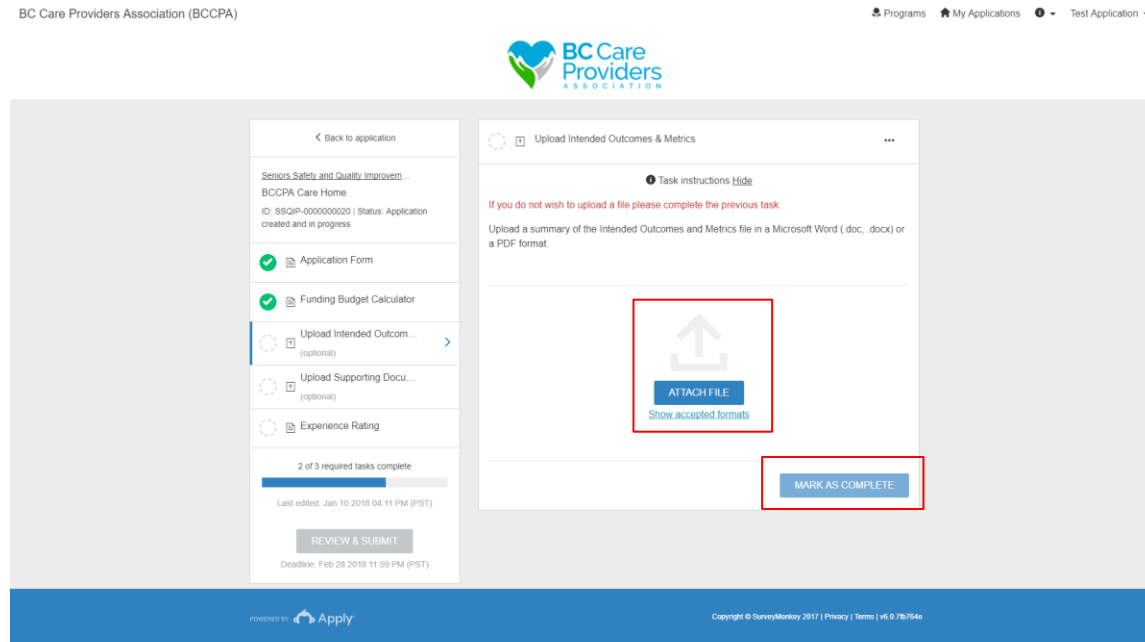 BC Care Providers Association (BCCPA)
Programs My Applications Test Application
BC Care
Providers
ASSOCIATION
Back to application
Seniors Safety and Quality Improvem...
BCCPA Care Home
ID: SSQIP-0000000020 | Status: Application
created and in progress
Application Form
Funding Budget Calculator
Upload Intended Outcom...
(optional)
Upload Supporting Docu...
(optional)
Experience Rating
2 of 3 required tasks complete
Last edited: Jan 10 2018 04:11 PM (PST)
REVIEW & SUBMIT
Deadline: Feb 28 2018 11:59 PM (PST)
Upload Intended Outcomes & Metrics
Task instructions Hide
If you do not wish to upload a file please complete the previous task.
Upload a summary of the Intended Outcomes and Metrics file in a Microsoft Word (.doc, .docx) or
a PDF format.
ATTACH FILE
Show accepted formats
MARK AS COMPLETE
POWERED BY Apply
Copyright © SurveyMonkey 2017 | Privacy | Terms | v6.0.7fb764e